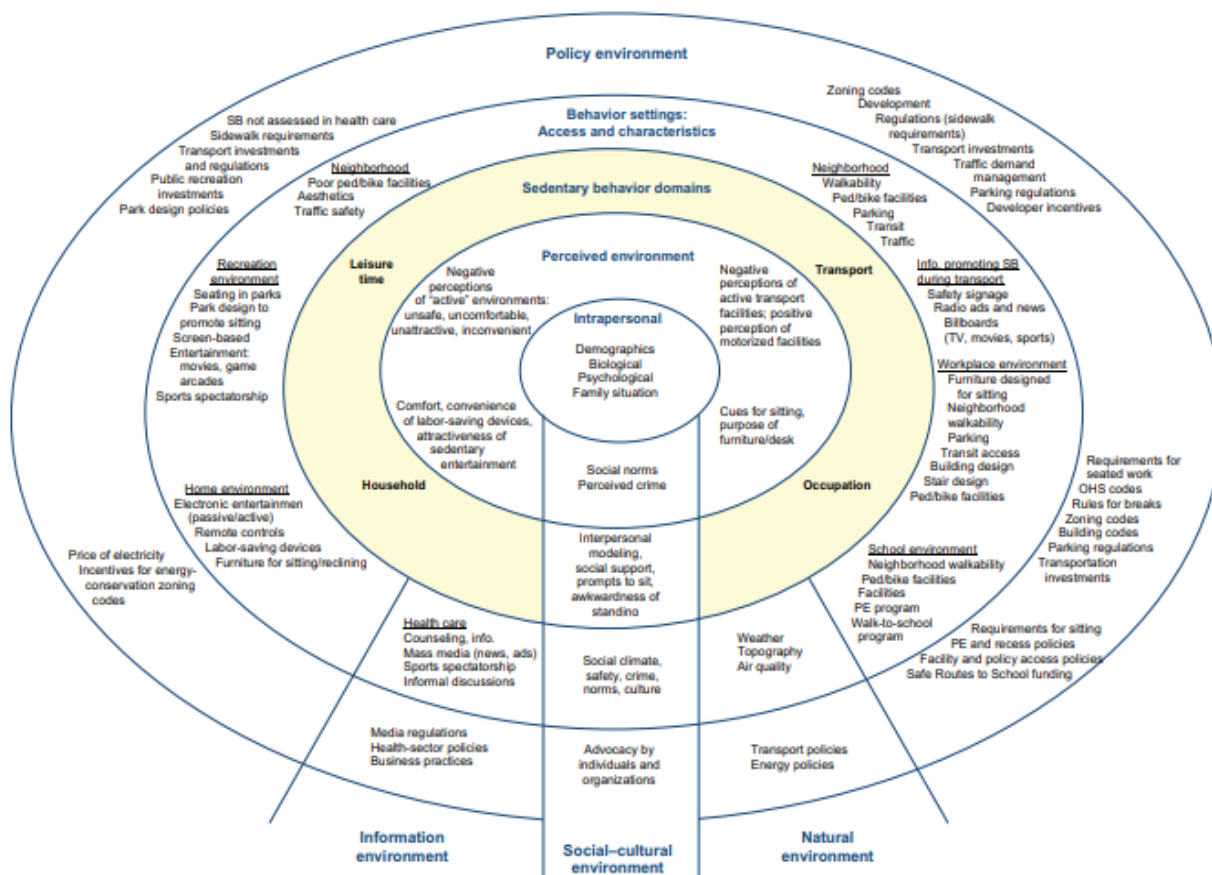 Policy environment
SB not assessed in health care
Sidewalk requirements
Transport investments
and regulations
Public recreation
investments
Park design policies
Zoning codes
Development
Regulations (sidewalk
requirements)
Transport investments
Traffic demand
management
Parking regulations
Developer incentives
Behavior settings:
Access and characteristics
Neighborhood
Poor ped/bike facilities
Aesthetics
Traffic safety
Neighborhood
Walkability
Ped/bike facilities
Parking
Transit
Traffic
Sedentary behavior domains
Leisure
time
Transport
Perceived environment
Negative
perceptions
of "active" environments:
unsafe, uncomfortable,
unattractive, inconvenient
Negative
perceptions of
active transport
facilities; positive
perception of
motorized facilities
Intrapersonal
Demographics
Biological
Psychological
Family situation
Recreation
environment
Seating in parks
Park design to
promote sitting
Screen-based
Entertainment:
movies, game
arcades
Sports spectatorship
Info. promoting SB
during transport
Safety signage
Radio ads and news
Billboards
(TV, movies, sports)
Workplace environment
Furniture designed
for sitting
Neighborhood
walkability
Parking
Transit access
Building design
Stair design
Ped/bike facilities
Comfort, convenience
of labor-saving devices,
attractiveness of
sedentary
entertainment
Cues for sitting,
purpose of
furniture/desk
Social norms
Perceived crime
Household
Occupation
Home environment
Electronic entertainmen
(passive/active)
Remote controls
Labor-saving devices
Furniture for sitting/reclining
Price of electricity
Incentives for energy-
conservation zoning
codes
Requirements for
seated work
OHS codes
Rules for breaks
Zoning codes
Building codes
Parking regulations
Transportation
investments
Interpersonal
modeling,
social support,
prompts to sit,
awkwardness of
standing
School environment
Neighborhood walkability
Ped/bike facilities
Facilities
PE program
Walk-to-school
program
Requirements for sitting
PE and recess policies
Facility and policy access policies
Safe Routes to School funding
Health care
Counseling, info.
Mass media (news, ads)
Sports spectatorship
Informal discussions
Social climate,
safety, crime,
norms, culture
Weather
Topography
Air quality
Media regulations
Health-sector policies
Business practices
Advocacy by
individuals and
organizations
Transport policies
Energy policies
Information
environment
Social–cultural
environment
Natural
environment